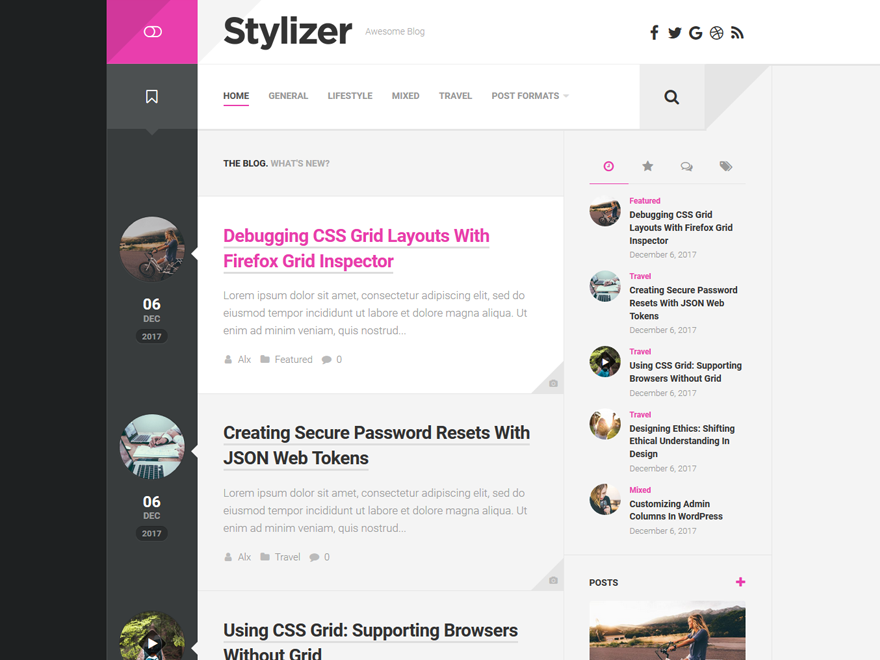 Stylizer
Awesome Blog
HOME
GENERAL
LIFESTYLE
MIXED
TRAVEL
POST FORMATS
THE BLOG. WHAT'S NEW?
06
DEC
2017
Debugging CSS Grid Layouts With
Firefox Grid Inspector
Lorem ipsum dolor sit amet, consectetur adipiscing elit, sed do
eiusmod tempor incididunt ut labore et dolore magna aliqua. Ut
enim ad minim veniam, quis nostrud...
Alx
Featured
0
06
DEC
2017
Creating Secure Password Resets With
JSON Web Tokens
Lorem ipsum dolor sit amet, consectetur adipiscing elit, sed do
eiusmod tempor incididunt ut labore et dolore magna aliqua. Ut
enim ad minim veniam, quis nostrud...
Alx
Travel
0
Using CSS Grid: Supporting Browsers
Without Grid
Featured
Debugging CSS Grid
Layouts With Firefox Grid
Inspector
December 6, 2017
Travel
Creating Secure Password
Resets With JSON Web
Tokens
December 6, 2017
Travel
Using CSS Grid: Supporting
Browsers Without Grid
December 6, 2017
Travel
Designing Ethics: Shifting
Ethical Understanding In
Design
December 6, 2017
Mixed
Customizing Admin
Columns In WordPress
December 6, 2017
POSTS